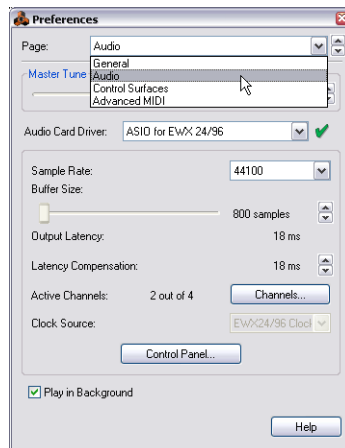 Preferences
Page: Audio
General
Master Tune Audio
Control Surfaces
Advanced MIDI
Audio Card Driver: ASIO for EWX 24/96
Sample Rate: 44100
Buffer Size:
800 samples
Output Latency: 18 ms
Latency Compensation: 18 ms
Active Channels: 2 out of 4 Channels...
Clock Source: EWX24/96 Clock
Control Panel...
Play in Background
Help